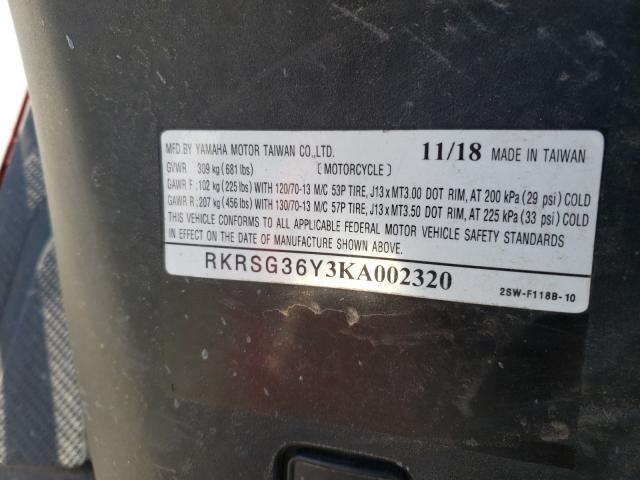 MFD.BY YAMAHA MOTOR TAIWAN CO.,LTD. 11/18 MADE IN TAIWAN
GVWR 309 kg (681 lbs) [ MOTORCYCLE ]
GAWR F : 102 kg (225 lbs) WITH 120/70-13 M/C 53P TIRE, J13 x MT3.00 DOT RIM, AT 200 kPa (29 psi) COLD
GAWR R : 207 kg (456 lbs) WITH 130/70-13 M/C 57P TIRE, J13 x MT3.50 DOT RIM, AT 225 kPa (33 psi) COLD
THIS VEHICLE CONFORMS TO ALL APPLICABLE FEDERAL MOTOR VEHICLE SAFETY STANDARDS
IN EFFECT ON THE DATE OF MANUFACTURE SHOWN ABOVE.
RKRSG36Y3KA002320
2SW-F118B-10